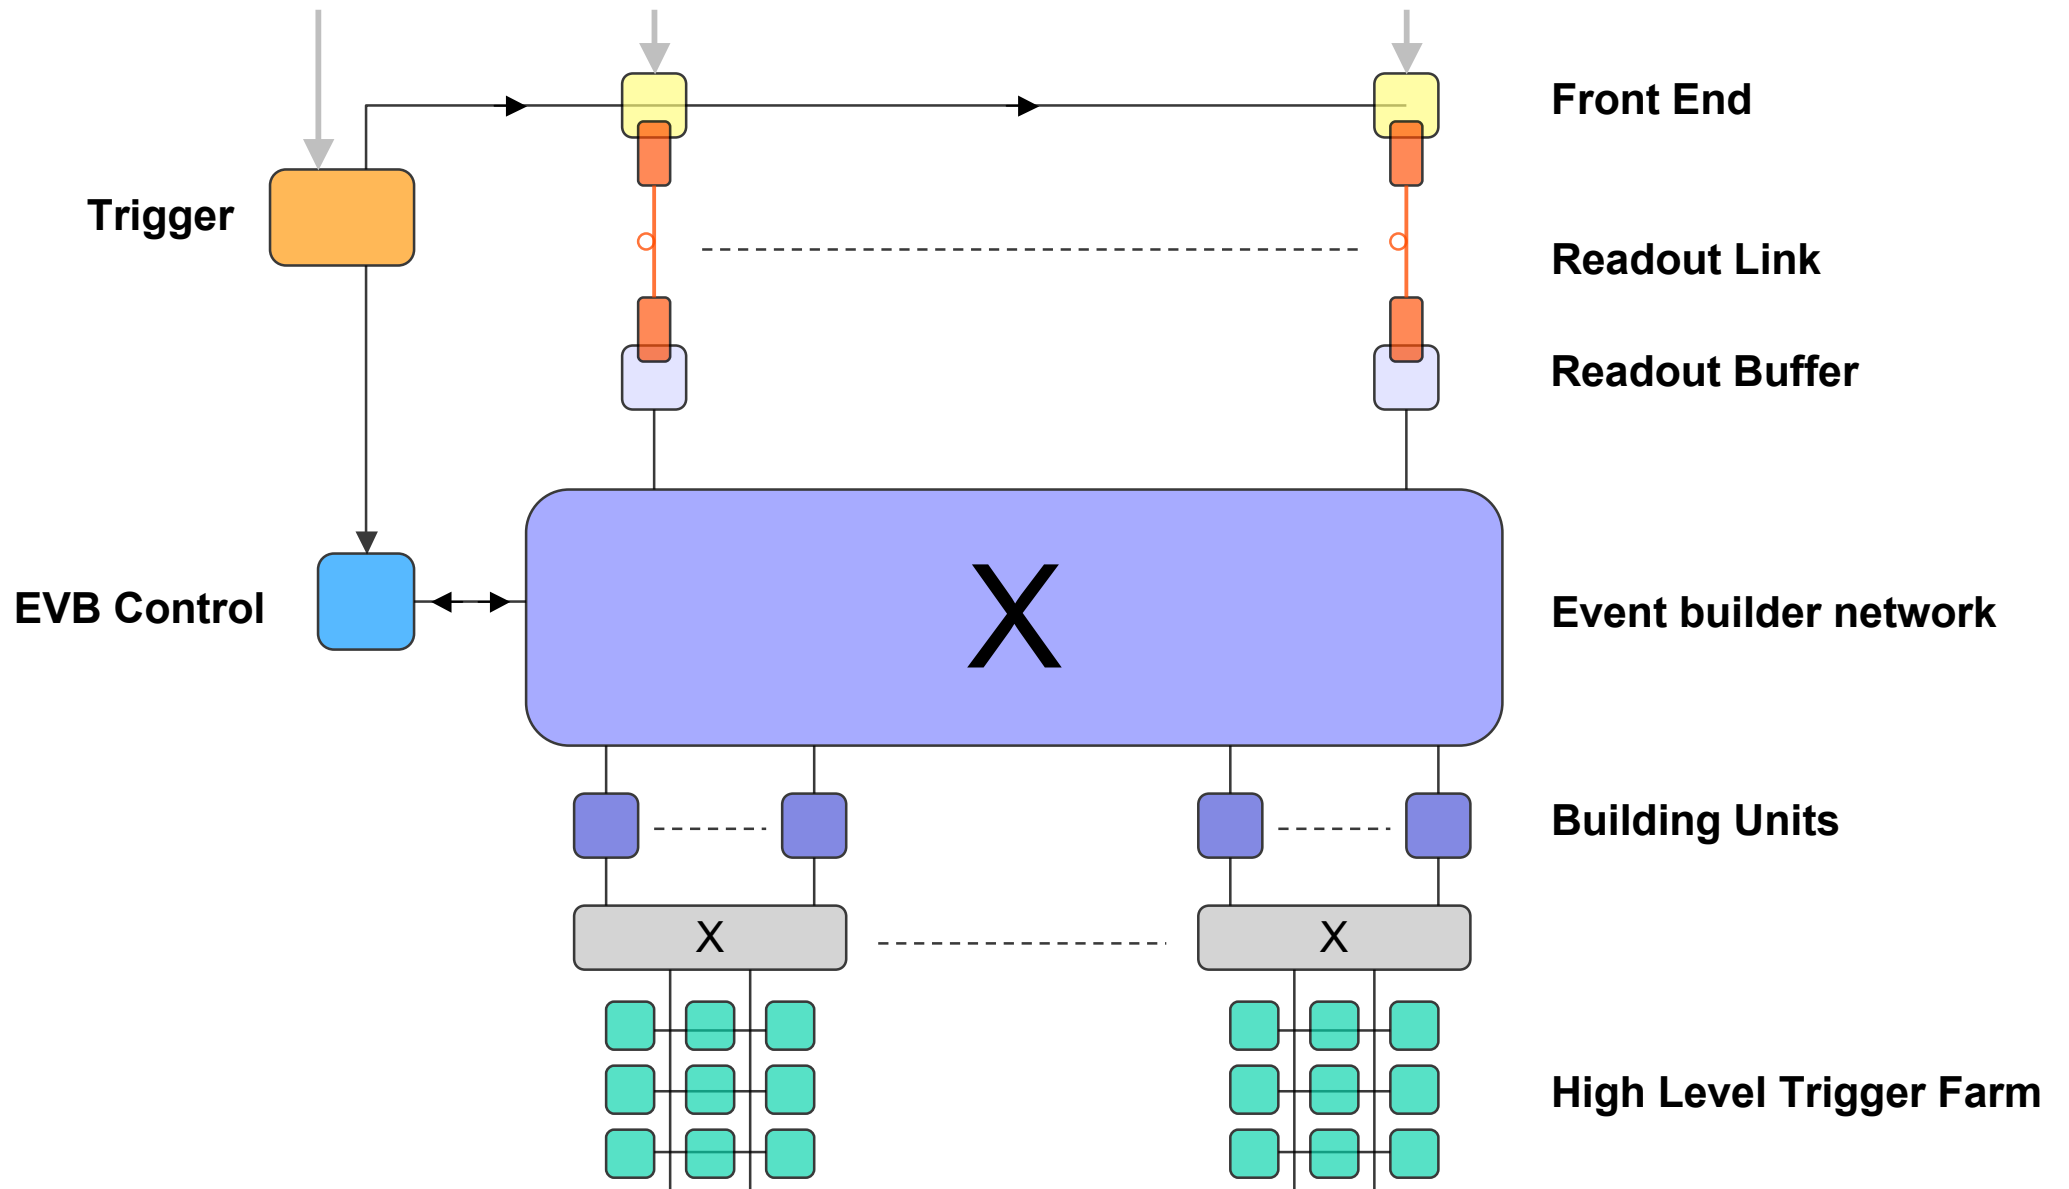 Front End
Trigger
Readout Link
Readout Buffer
EVB Control
X
Event builder network
Building Units
X
X
High Level Trigger Farm